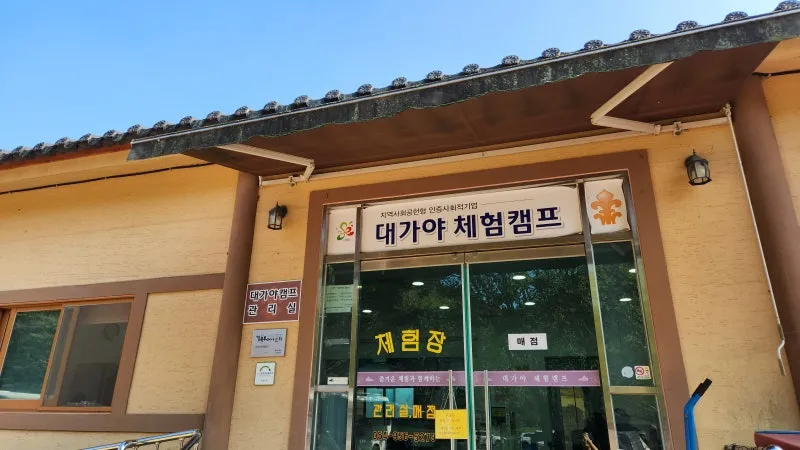 지역사회공헌형 인증사회적기업
대가야 체험캠프
대가야캠프
관리실
체험장
매점
즐거운 체험과 함께하는
대가야 체험캠프
관리실,매점